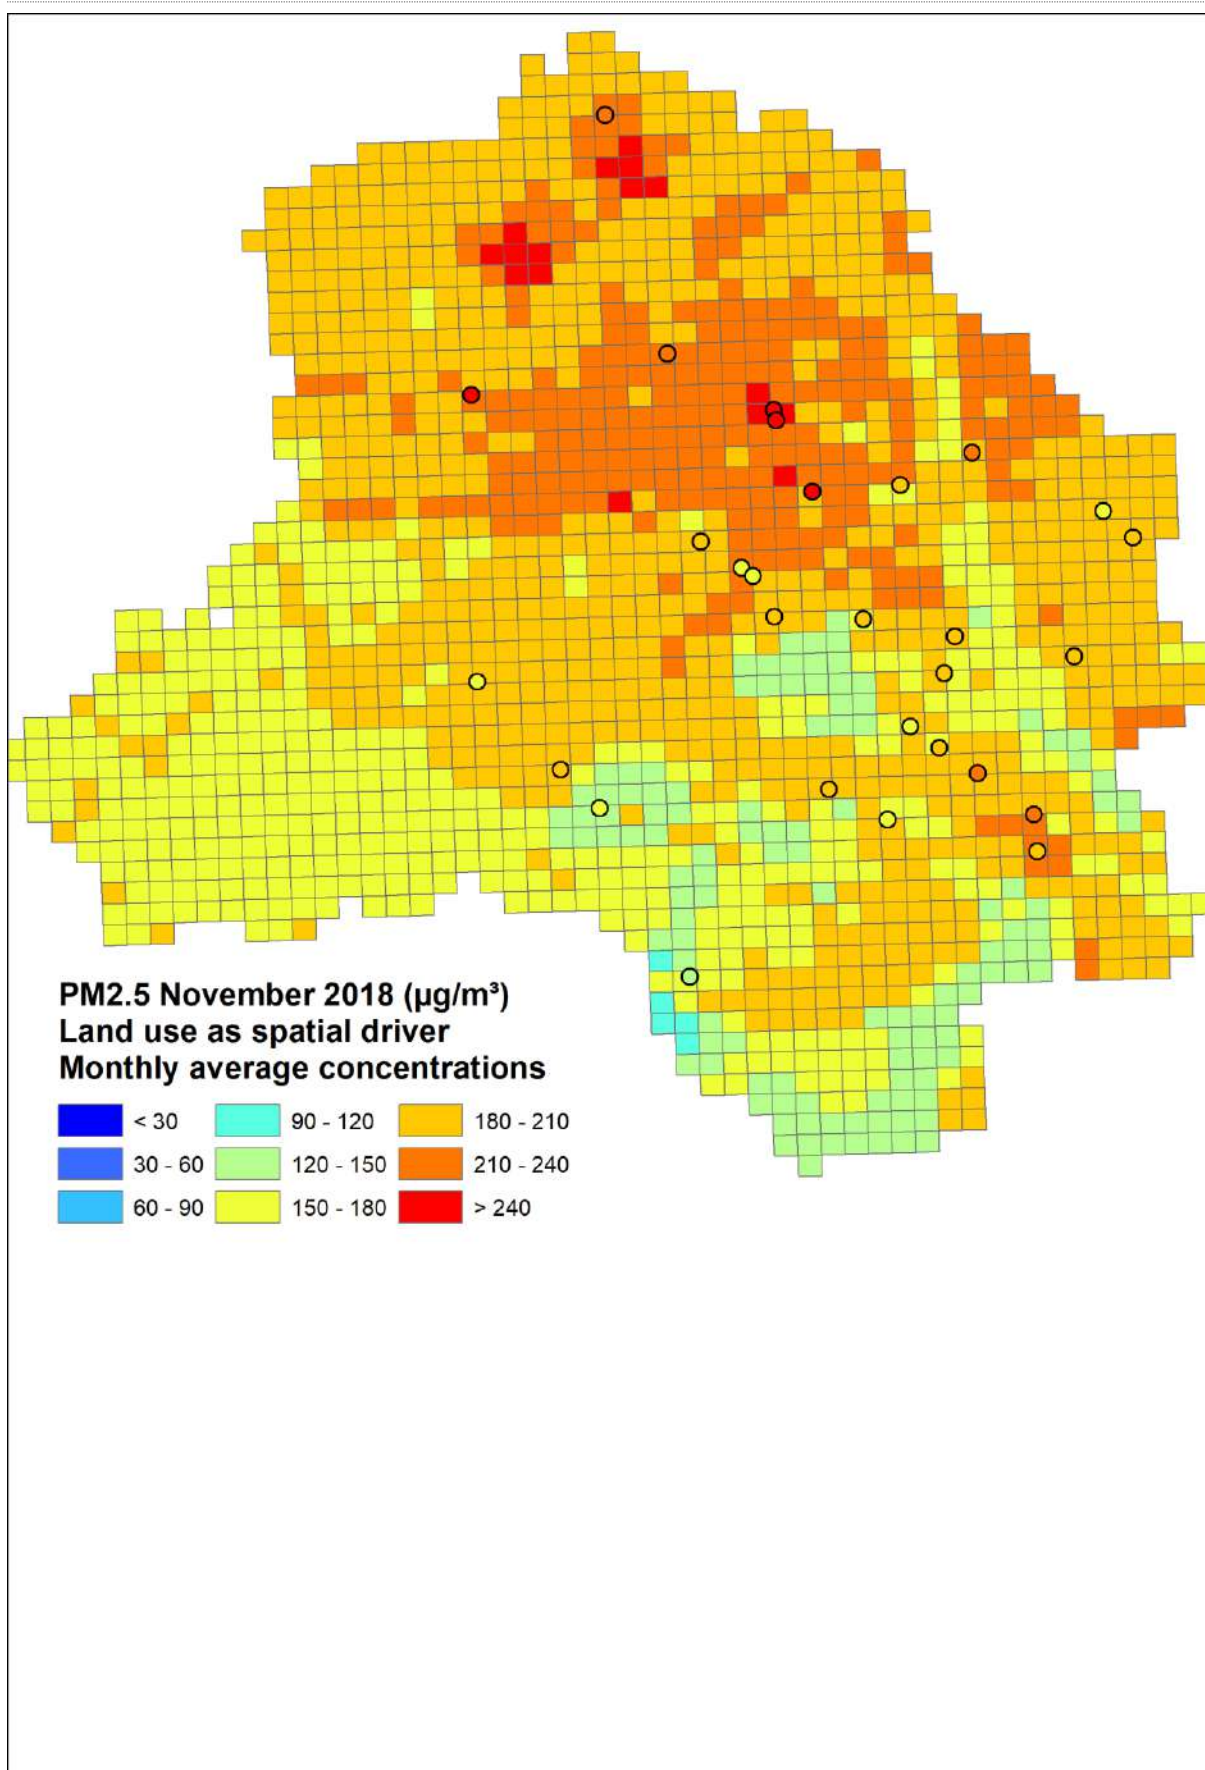 PM2.5 November 2018 (µg/m³)
Land use as spatial driver
Monthly average concentrations
< 30
90 - 120
180 - 210
30 - 60
120 - 150
210 - 240
60 - 90
150 - 180
> 240